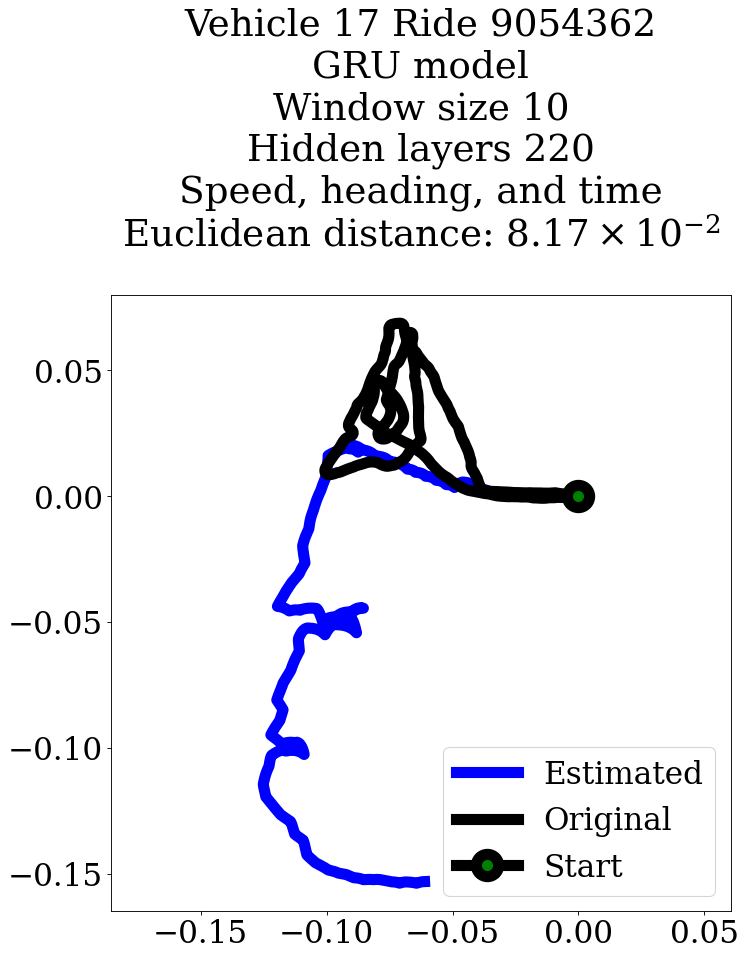 Vehicle 17 Ride 9054362
GRU model
Window size 10
Hidden layers 220
Speed, heading, and time
Euclidean distance: 8.17 × 10⁻²
0.05
0.00
−0.05
−0.10
−0.15
Estimated
Original
Start
−0.15 −0.10 −0.05 0.00 0.05